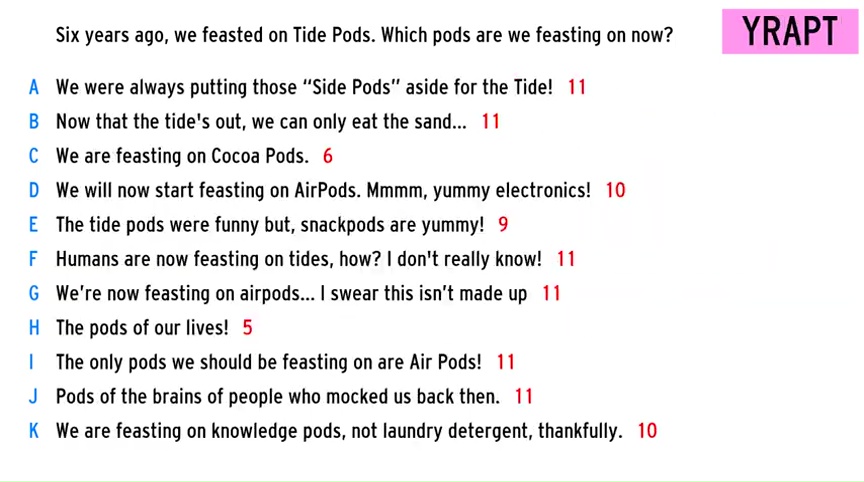 Six years ago, we feasted on Tide Pods. Which pods are we feasting on now?
YRAPT
A We were always putting those “Side Pods” aside for the Tide! 11
B Now that the tide's out, we can only eat the sand... 11
C We are feasting on Cocoa Pods. 6
D We will now start feasting on AirPods. Mmmm, yummy electronics! 10
E The tide pods were funny but, snackpods are yummy! 9
F Humans are now feasting on tides, how? I don't really know! 11
G We’re now feasting on airpods... I swear this isn’t made up 11
H The pods of our lives! 5
I The only pods we should be feasting on are Air Pods! 11
J Pods of the brains of people who mocked us back then. 11
K We are feasting on knowledge pods, not laundry detergent, thankfully. 10